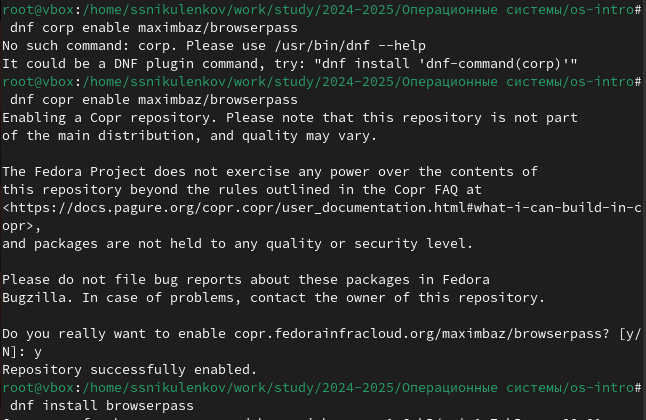 root@vbox:/home/ssnikulenkov/work/study/2024-2025/Операционные системы/os-intro#
dnf corp enable maximbaz/browserpass
No such command: corp. Please use /usr/bin/dnf --help
It could be a DNF plugin command, try: "dnf install 'dnf-command(corp)'"
root@vbox:/home/ssnikulenkov/work/study/2024-2025/Операционные системы/os-intro#
dnf copr enable maximbaz/browserpass
Enabling a Copr repository. Please note that this repository is not part
of the main distribution, and quality may vary.
The Fedora Project does not exercise any power over the contents of
this repository beyond the rules outlined in the Copr FAQ at
<https://docs.pagure.org/copr.copr/user_documentation.html#what-i-can-build-in-c
opr>,
and packages are not held to any quality or security level.
Please do not file bug reports about these packages in Fedora
Bugzilla. In case of problems, contact the owner of this repository.
Do you really want to enable copr.fedorainfracloud.org/maximbaz/browserpass? [y/
N]: y
Repository successfully enabled.
root@vbox:/home/ssnikulenkov/work/study/2024-2025/Операционные системы/os-intro#
dnf install browserpass